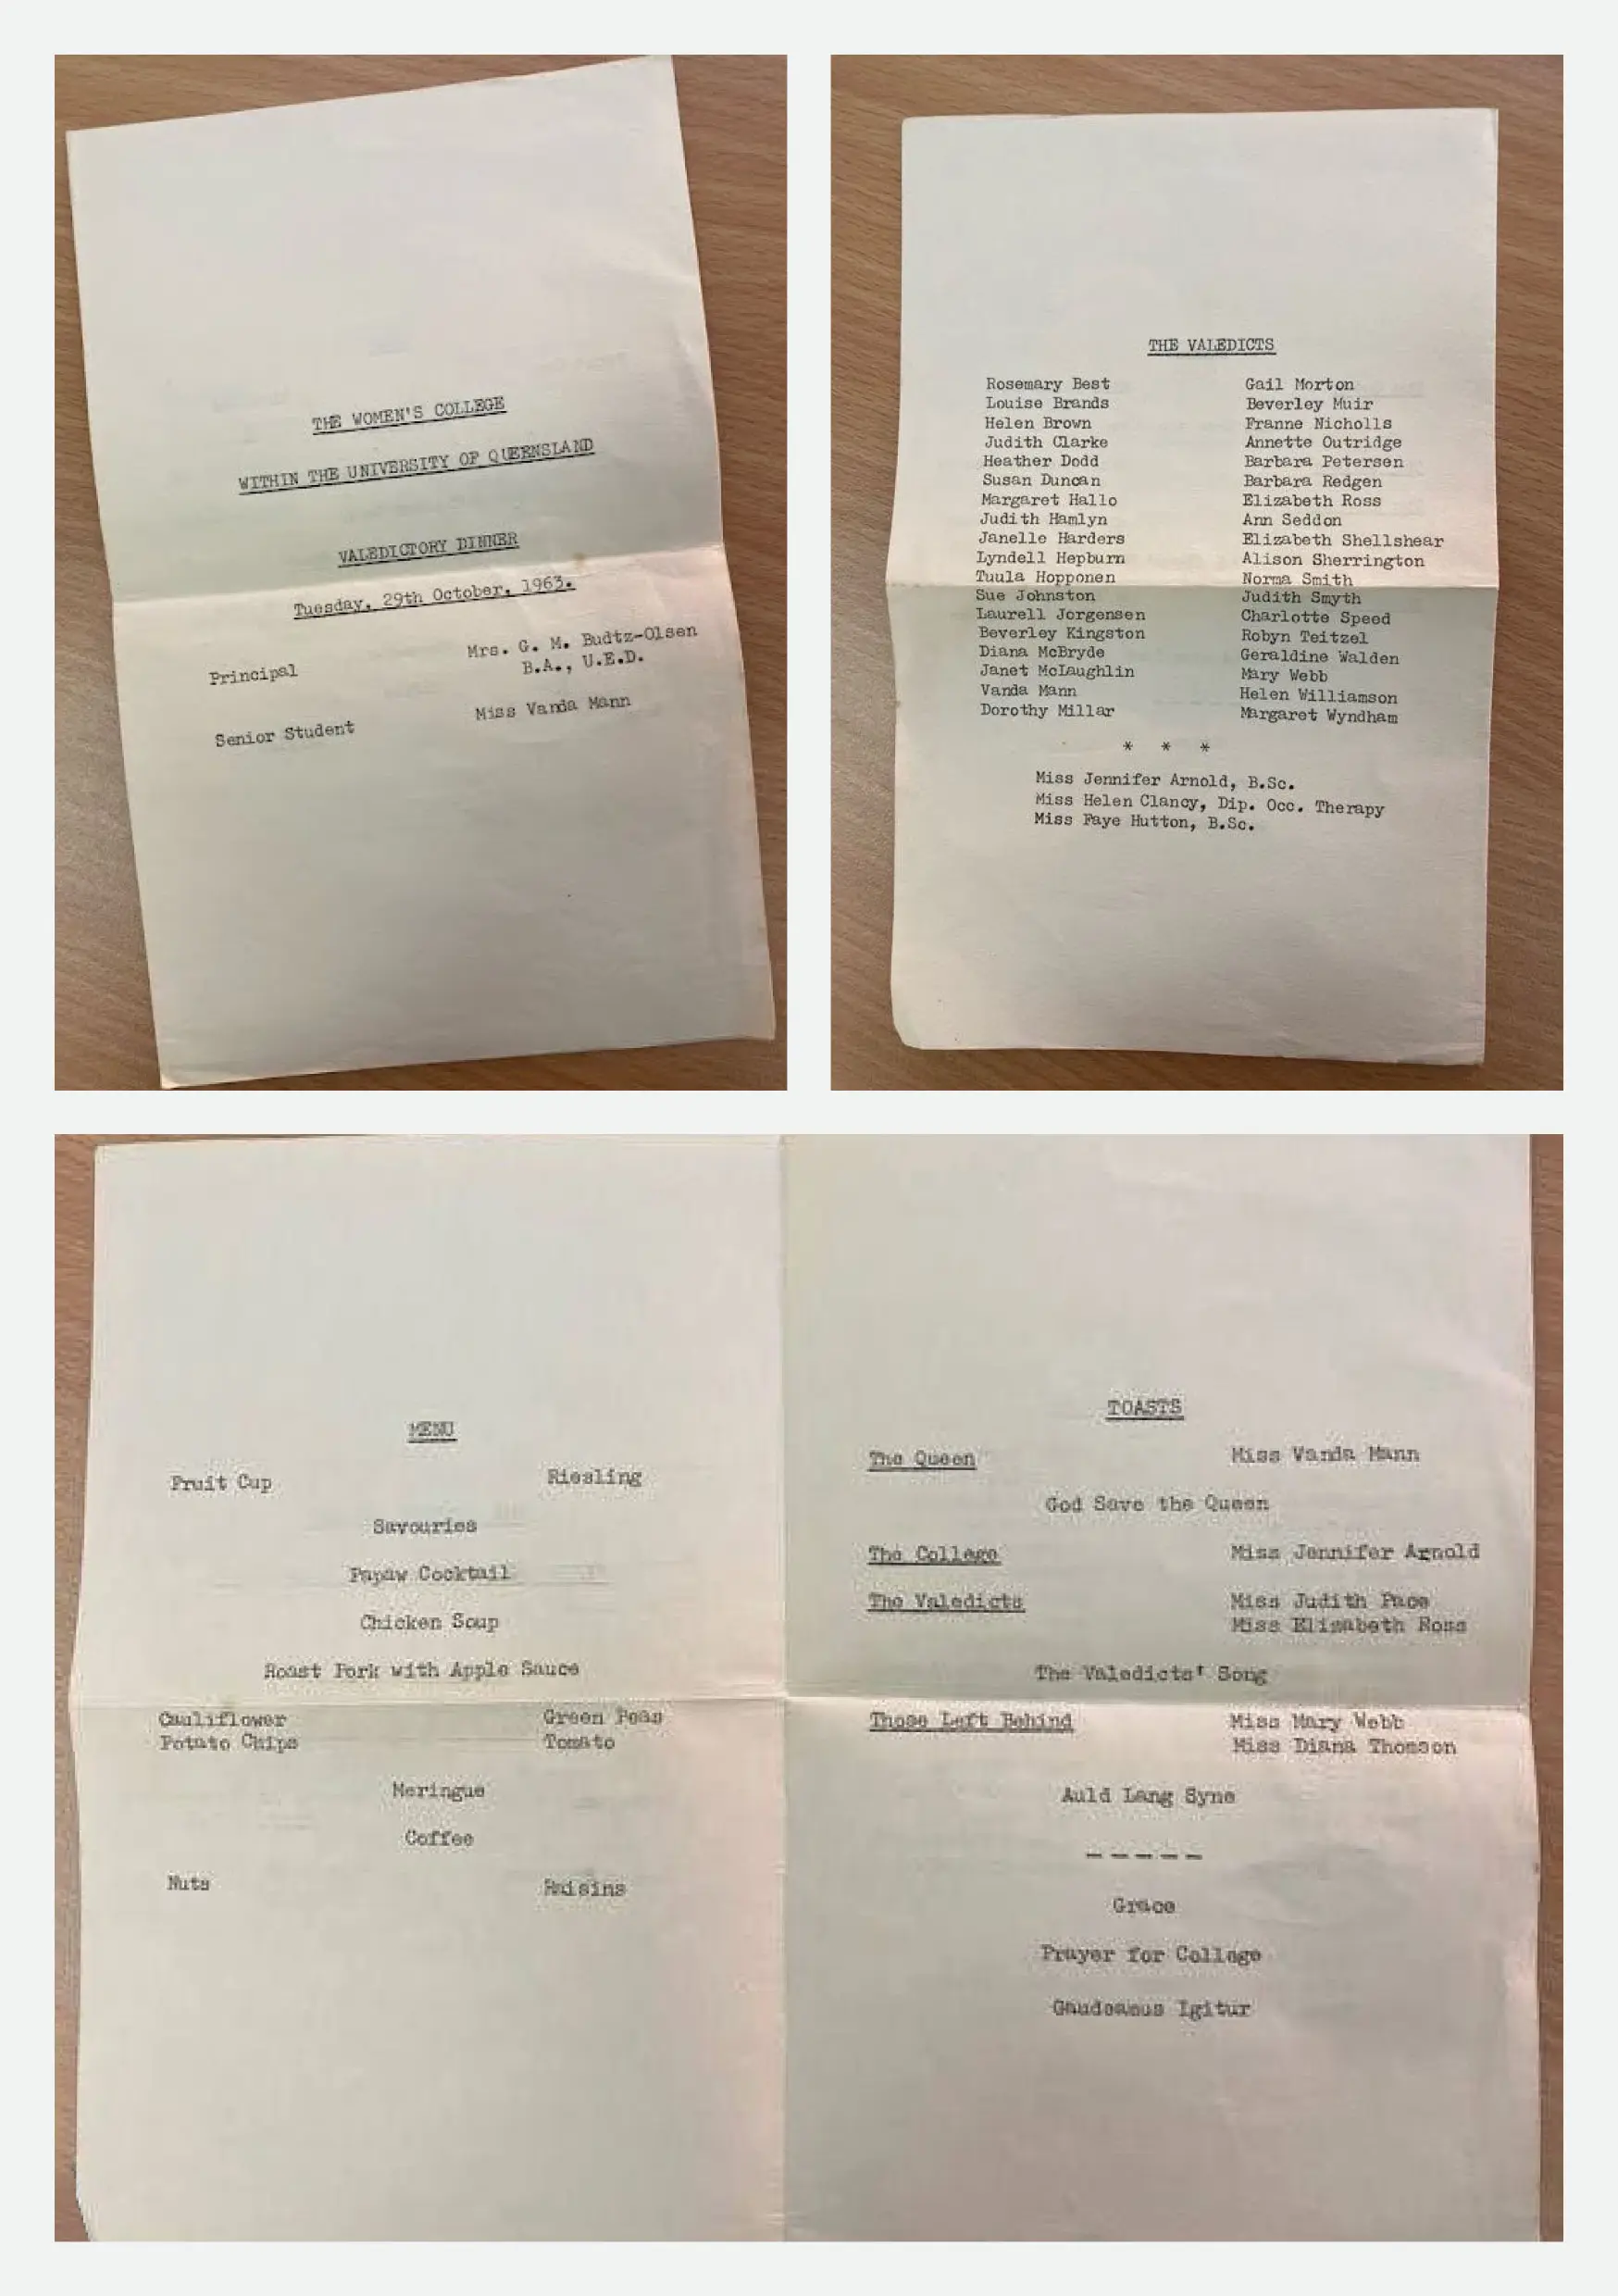 THE WOMEN'S COLLEGE
WITHIN THE UNIVERSITY OF QUEENSLAND
VALEDICTORY DINNER
Tuesday, 29th October, 1963.
Principal Mrs. G. M. Budtz-Olsen
B.A., U.E.D.
Senior Student Miss Vanda Mann
THE VALEDICTS
Rosemary Best Gail Morton
Louise Brands Beverley Muir
Helen Brown Franne Nicholls
Judith Clarke Annette Outridge
Heather Dodd Barbara Petersen
Susan Duncan Barbara Redgen
Margaret Hallo Elizabeth Ross
Judith Hamlyn Ann Seddon
Janelle Harders Elizabeth Shellshear
Lyndell Hepburn Alison Sherrington
Tuula Hopponen Norma Smith
Sue Johnston Judith Smyth
Laurell Jorgensen Charlotte Speed
Beverley Kingston Robyn Teitzel
Diana McBryde Geraldine Walden
Janet McLaughlin Mary Webb
Vanda Mann Helen Williamson
Dorothy Millar Margaret Wyndham
* * *
Miss Jennifer Arnold, B.Sc.
Miss Helen Clancy, Dip. Occ. Therapy
Miss Faye Hutton, B.Sc.
MENU
Fruit Cup Riesling
Savouries
Papaw Cocktail
Chicken Soup
Roast Pork with Apple Sauce
Cauliflower Green Peas
Potato Chips Tomato
Meringue
Coffee
Nuts Raisins
TOASTS
The Queen Miss Vanda Mann
God Save the Queen
The College Miss Jennifer Arnold
The Valedicts Miss Judith Pace
Miss Elizabeth Ross
The Valedicts' Song
Those Left Behind Miss Mary Webb
Miss Diana Thomson
Auld Lang Syne
-----
Grace
Prayer for College
Gaudeamus Igitur